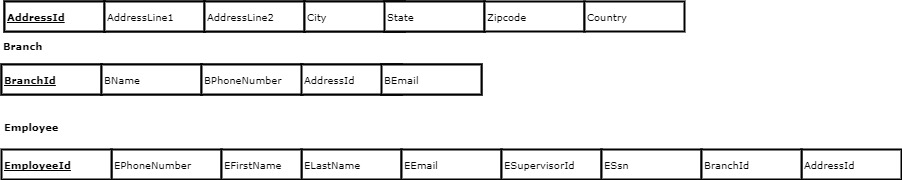 AddressId AddressLine1 AddressLine2 City State Zipcode Country
Branch
BranchId BName BPhoneNumber AddressId BEmail
Employee
EmployeeId EPhoneNumber EFirstName ELastName EEmail ESupervisorId ESsn BranchId AddressId